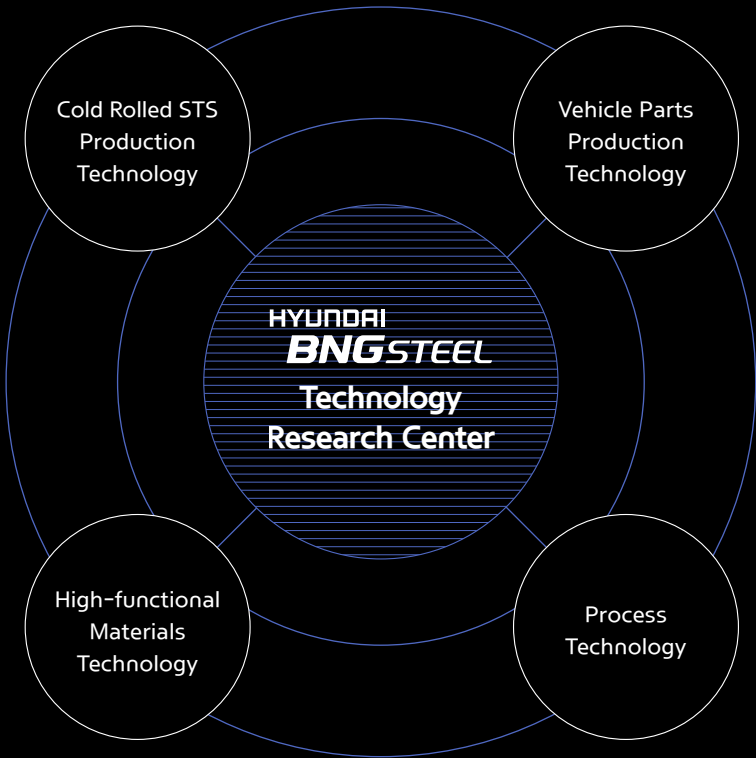 Cold Rolled STS
Production
Technology
Vehicle Parts
Production
Technology
HYUNDAI
BNGSTEEL
Technology
Research Center
High-functional
Materials
Technology
Process
Technology